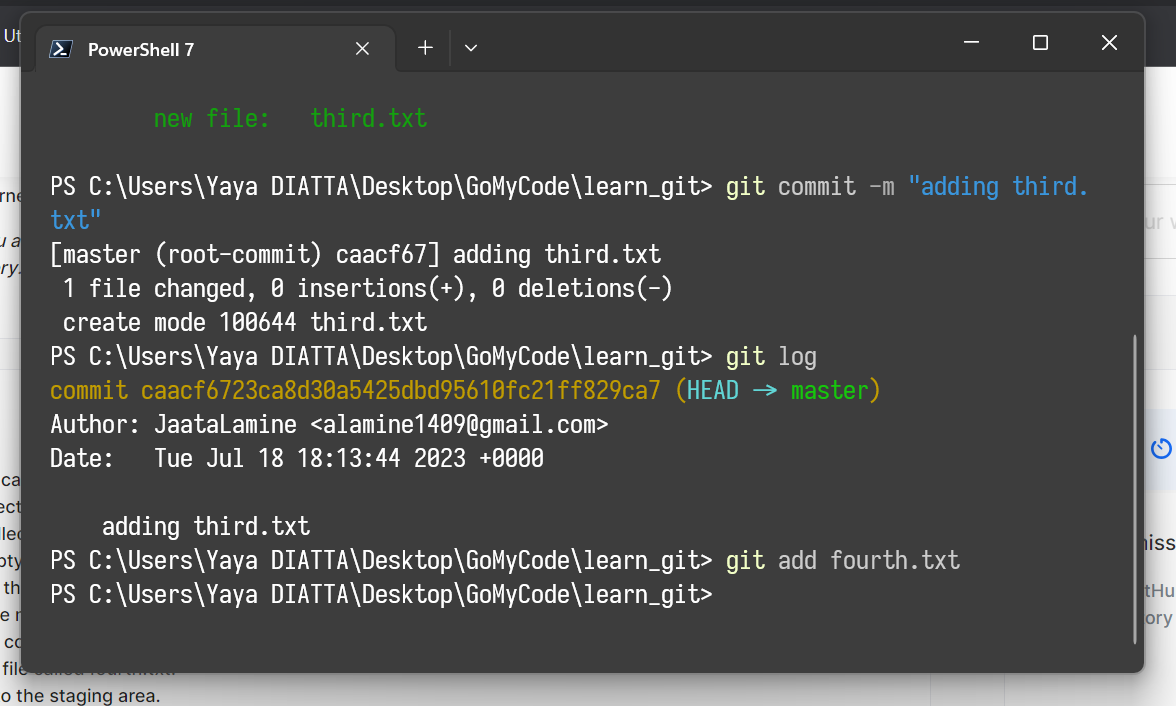 Ut
PowerShell 7
new file:   third.txt
PS C:\Users\Yaya DIATTA\Desktop\GoMyCode\learn_git> git commit -m "adding third.
txt"
[master (root-commit) caacf67] adding third.txt
 1 file changed, 0 insertions(+), 0 deletions(-)
 create mode 100644 third.txt
PS C:\Users\Yaya DIATTA\Desktop\GoMyCode\learn_git> git log
commit caacf6723ca8d30a5425dbd95610fc21ff829ca7 (HEAD -> master)
Author: JaataLamine <alamine1409@gmail.com>
Date:   Tue Jul 18 18:13:44 2023 +0000
    adding third.txt
PS C:\Users\Yaya DIATTA\Desktop\GoMyCode\learn_git> git add fourth.txt
PS C:\Users\Yaya DIATTA\Desktop\GoMyCode\learn_git>
o the staging area.